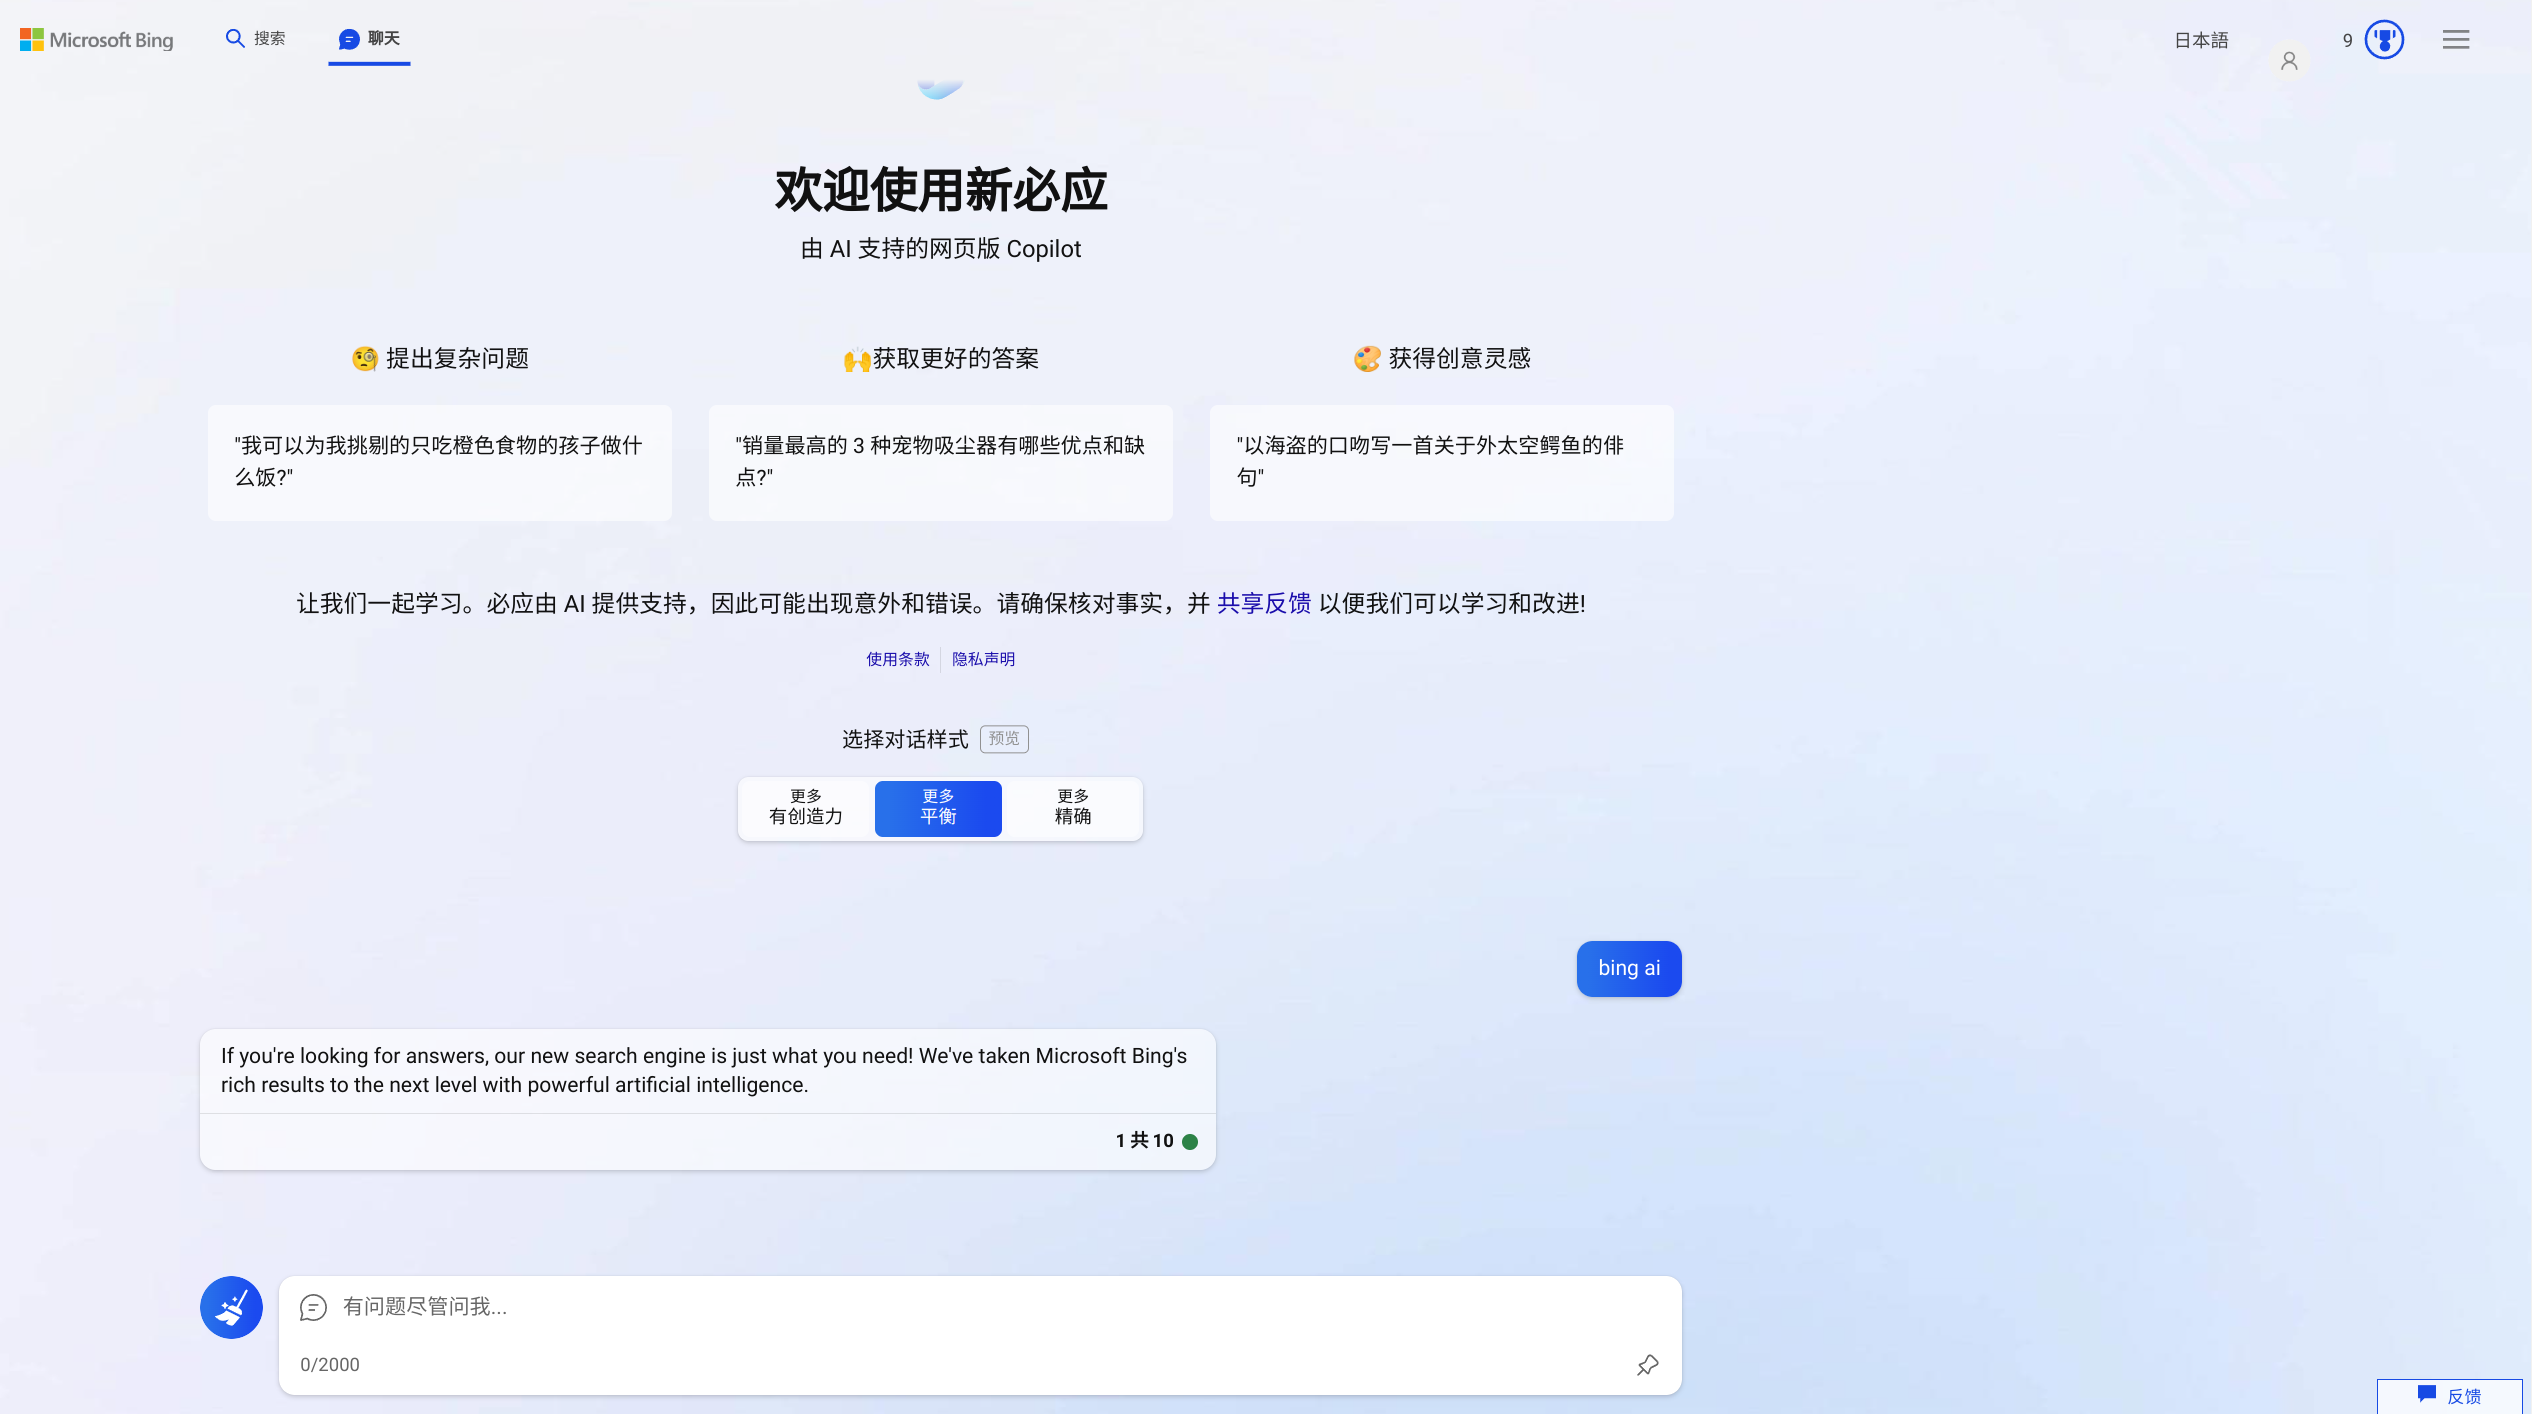 Microsoft Bing
搜索
聊天
日本語
9
欢迎使用新必应
由 AI 支持的网页版 Copilot
提出复杂问题
获取更好的答案
获得创意灵感
"我可以为我挑剔的只吃橙色食物的孩子做什
么饭?"
"销量最高的 3 种宠物吸尘器有哪些优点和缺
点?"
"以海盗的口吻写一首关于外太空鳄鱼的俳
句"
让我们一起学习。必应由 AI 提供支持，因此可能出现意外和错误。请确保核对事实，并 共享反馈 以便我们可以学习和改进!
使用条款
隐私声明
选择对话样式 预览
更多
有创造力
更多
平衡
更多
精确
bing ai
If you're looking for answers, our new search engine is just what you need! We've taken Microsoft Bing's
rich results to the next level with powerful artificial intelligence.
1 共 10
有问题尽管问我...
0/2000
反馈